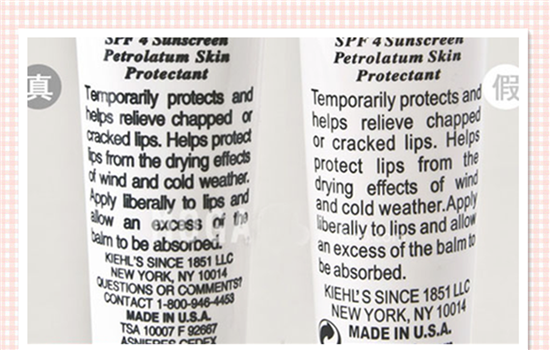 真
SPF 4 Sunscreen
Petrolatum Skin
Protectant
Temporarily protects and
helps relieve chapped or
cracked lips. Helps protect
lips from the drying effects
of wind and cold weather.
Apply liberally to lips and
allow an excess of the
balm to be absorbed.
KIEHL'S SINCE 1851 LLC
NEW YORK, NY 10014
QUESTIONS OR COMMENTS?
CONTACT 1-800-946-4453
MADE IN U.S.A.
TSA 10007 F 92667
ASNIERES CEDEX
假
SPF 4 Sunscreen
Petrolatum Skin
Protectant
Temporarily protects and
helps relieve chapped
or cracked lips. Helps
protect lips from the
drying effects of wind
and cold weather.Apply
liberally to lips and allow
an excess of the balm to
be absorbed.
KIEHL'S SINCE 1851 LLC
NEW YORK, NY 10014
MADE IN U.S.A.